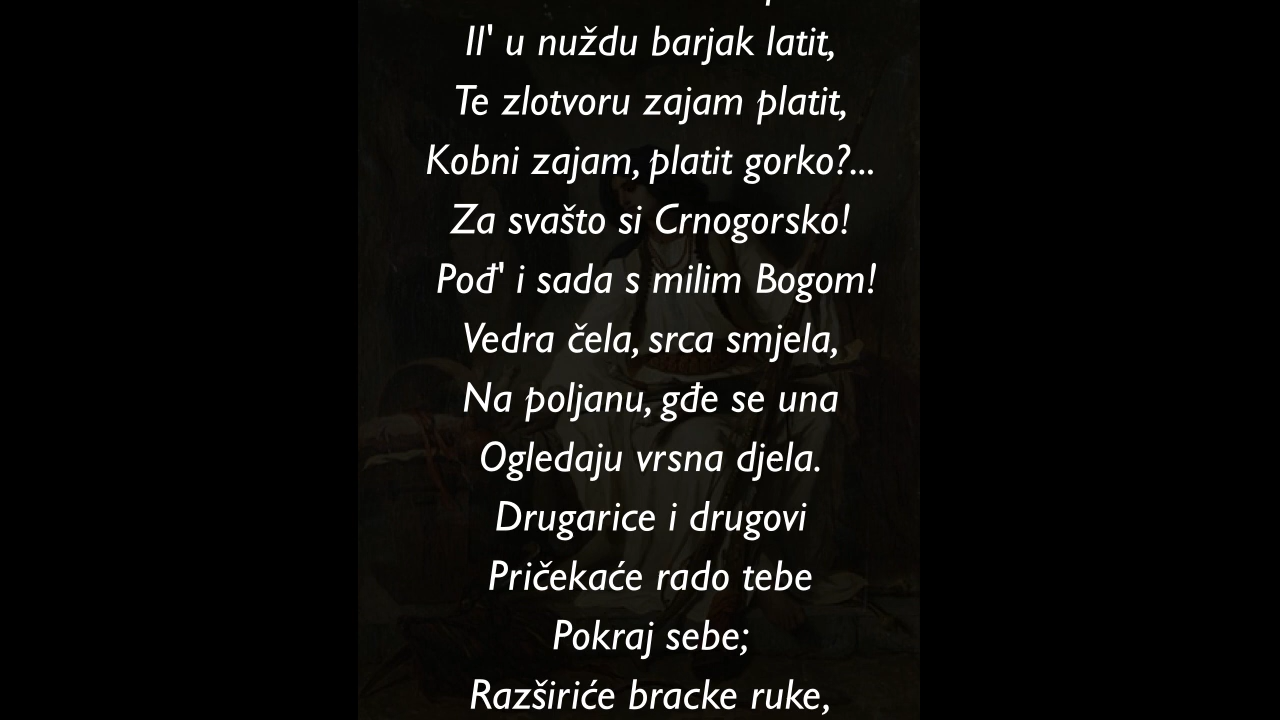 Il' u nuždu barjak latit,
Te zlotvoru zajam platit,
Kobni zajam, platit gorko?...
Za svašto si Crnogorsko!
Pođ' i sada s milim Bogom!
Vedra čela, srca smjela,
Na poljanu, gđe se una
Ogledaju vrsna djela.
Drugarice i drugovi
Pričekaće rado tebe
Pokraj sebe;
Razširiće bracke ruke,